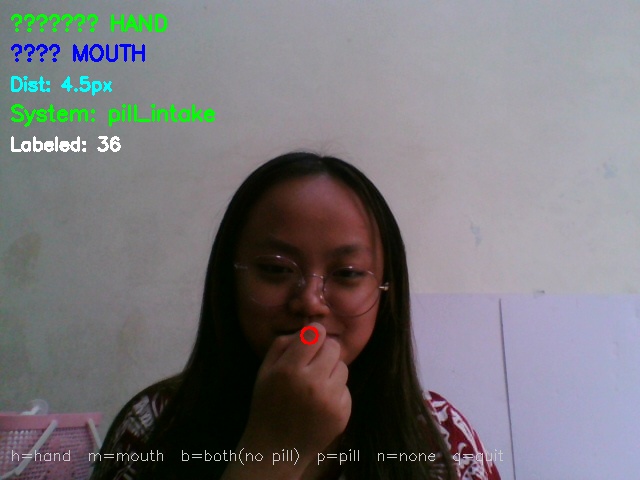 ??????? HAND
???? MOUTH
Dist: 4.5px
System: pill_intake
Labeled: 36
h=hand m=mouth b=both(no pill) p=pill n=none q=quit